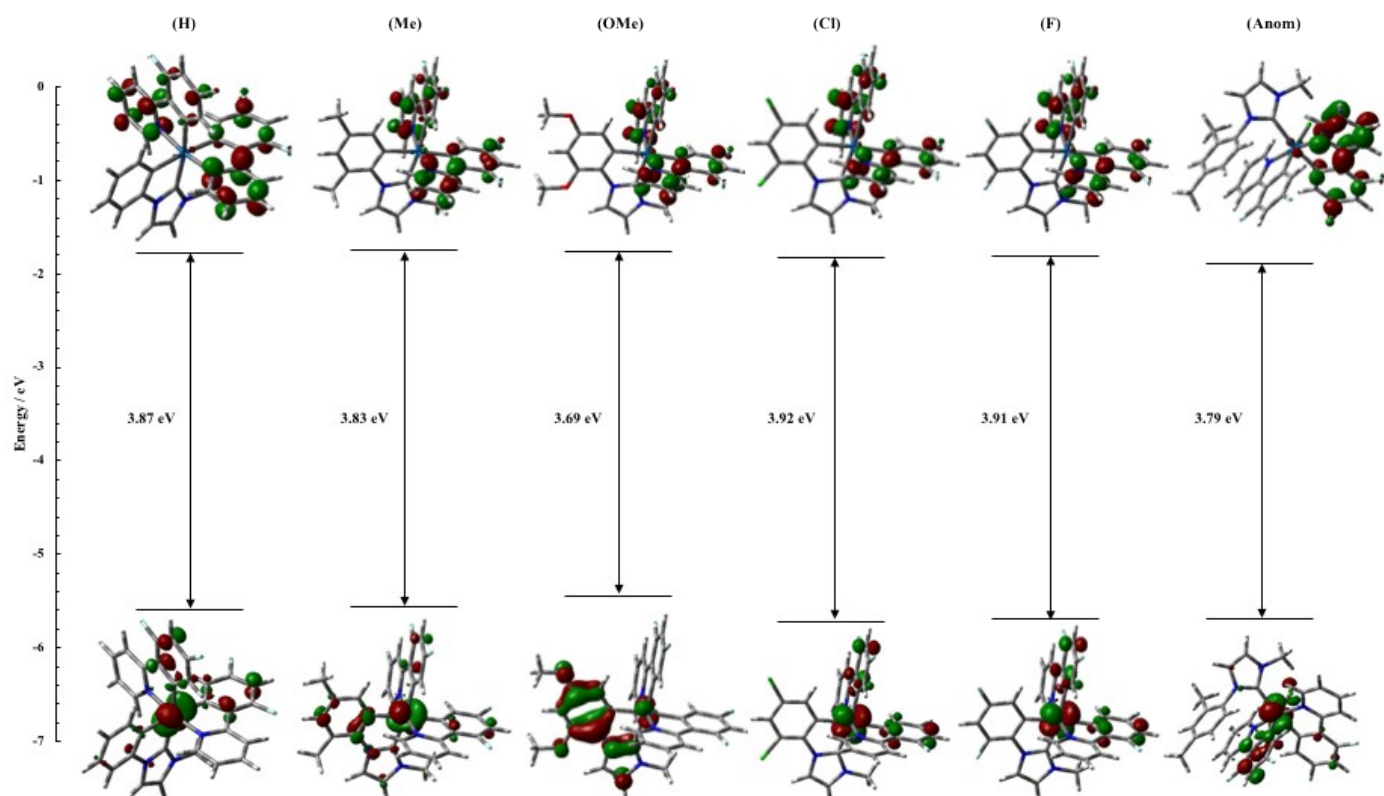 (H) (Me) (OMe) (Cl) (F) (Anom)
0
-1
-2
-3
3.87 eV 3.83 eV 3.69 eV 3.92 eV 3.91 eV 3.79 eV
Energy / eV
-4
-5
-6
-7